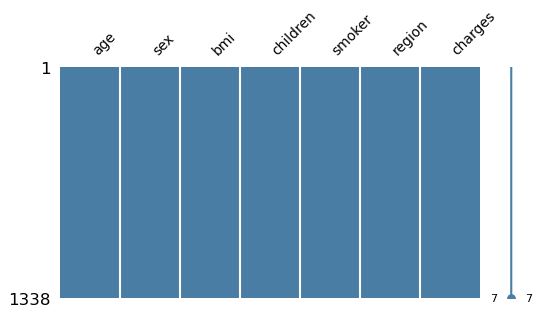 age sex bmi children smoker region charges
1
1338
7 7